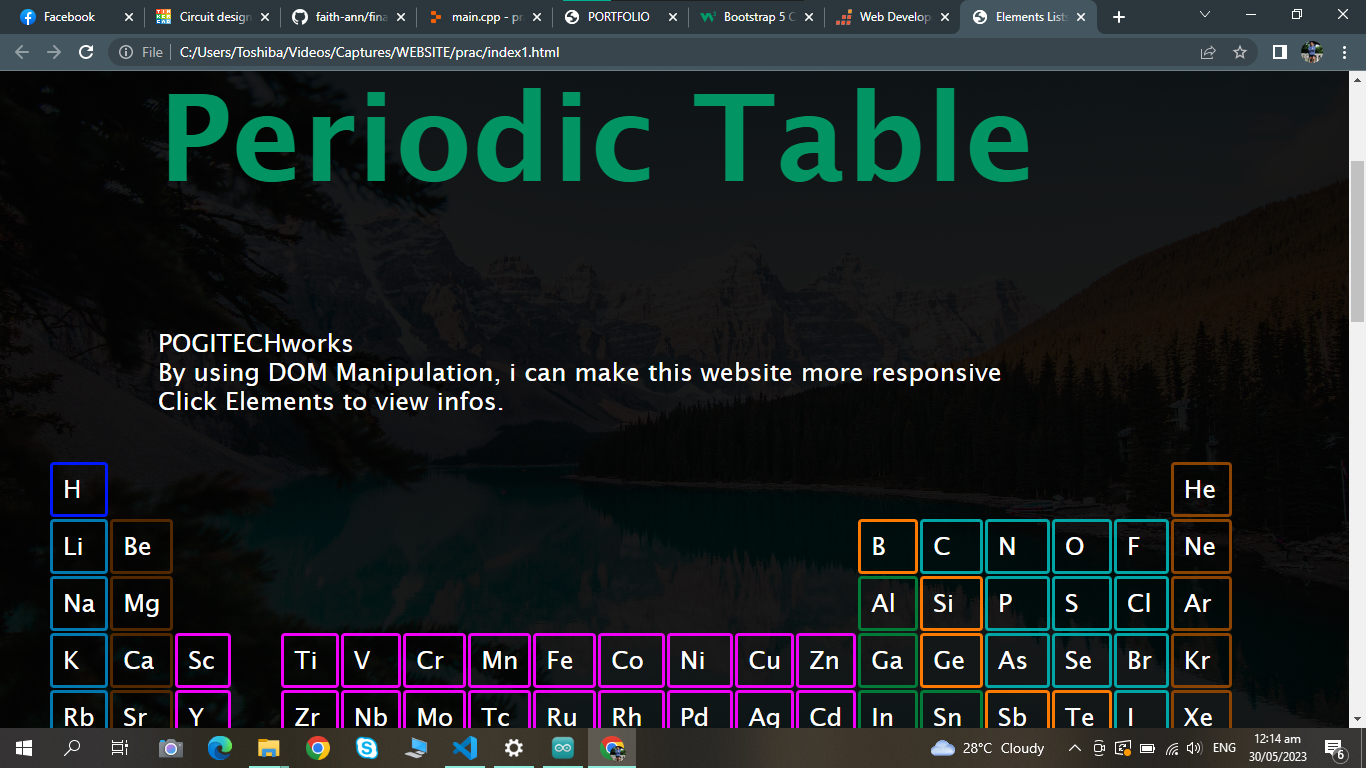 Facebook
Circuit design
faith-ann/fina
main.cpp - pr
PORTFOLIO
Bootstrap 5 C
Web Develop
Elements Lists
File
C:/Users/Toshiba/Videos/Captures/WEBSITE/prac/index1.html
Periodic Table
POGITECHworks
By using DOM Manipulation, i can make this website more responsive
Click Elements to view infos.
H He
Li Be B C N O F Ne
Na Mg Al Si P S Cl Ar
K Ca Sc Ti V Cr Mn Fe Co Ni Cu Zn Ga Ge As Se Br Kr
Rb Sr Y Zr Nb Mo Tc Ru Rh Pd Ag Cd In Sn Sb Te I Xe
28°C Cloudy
ENG
12:14 am
30/05/2023
6